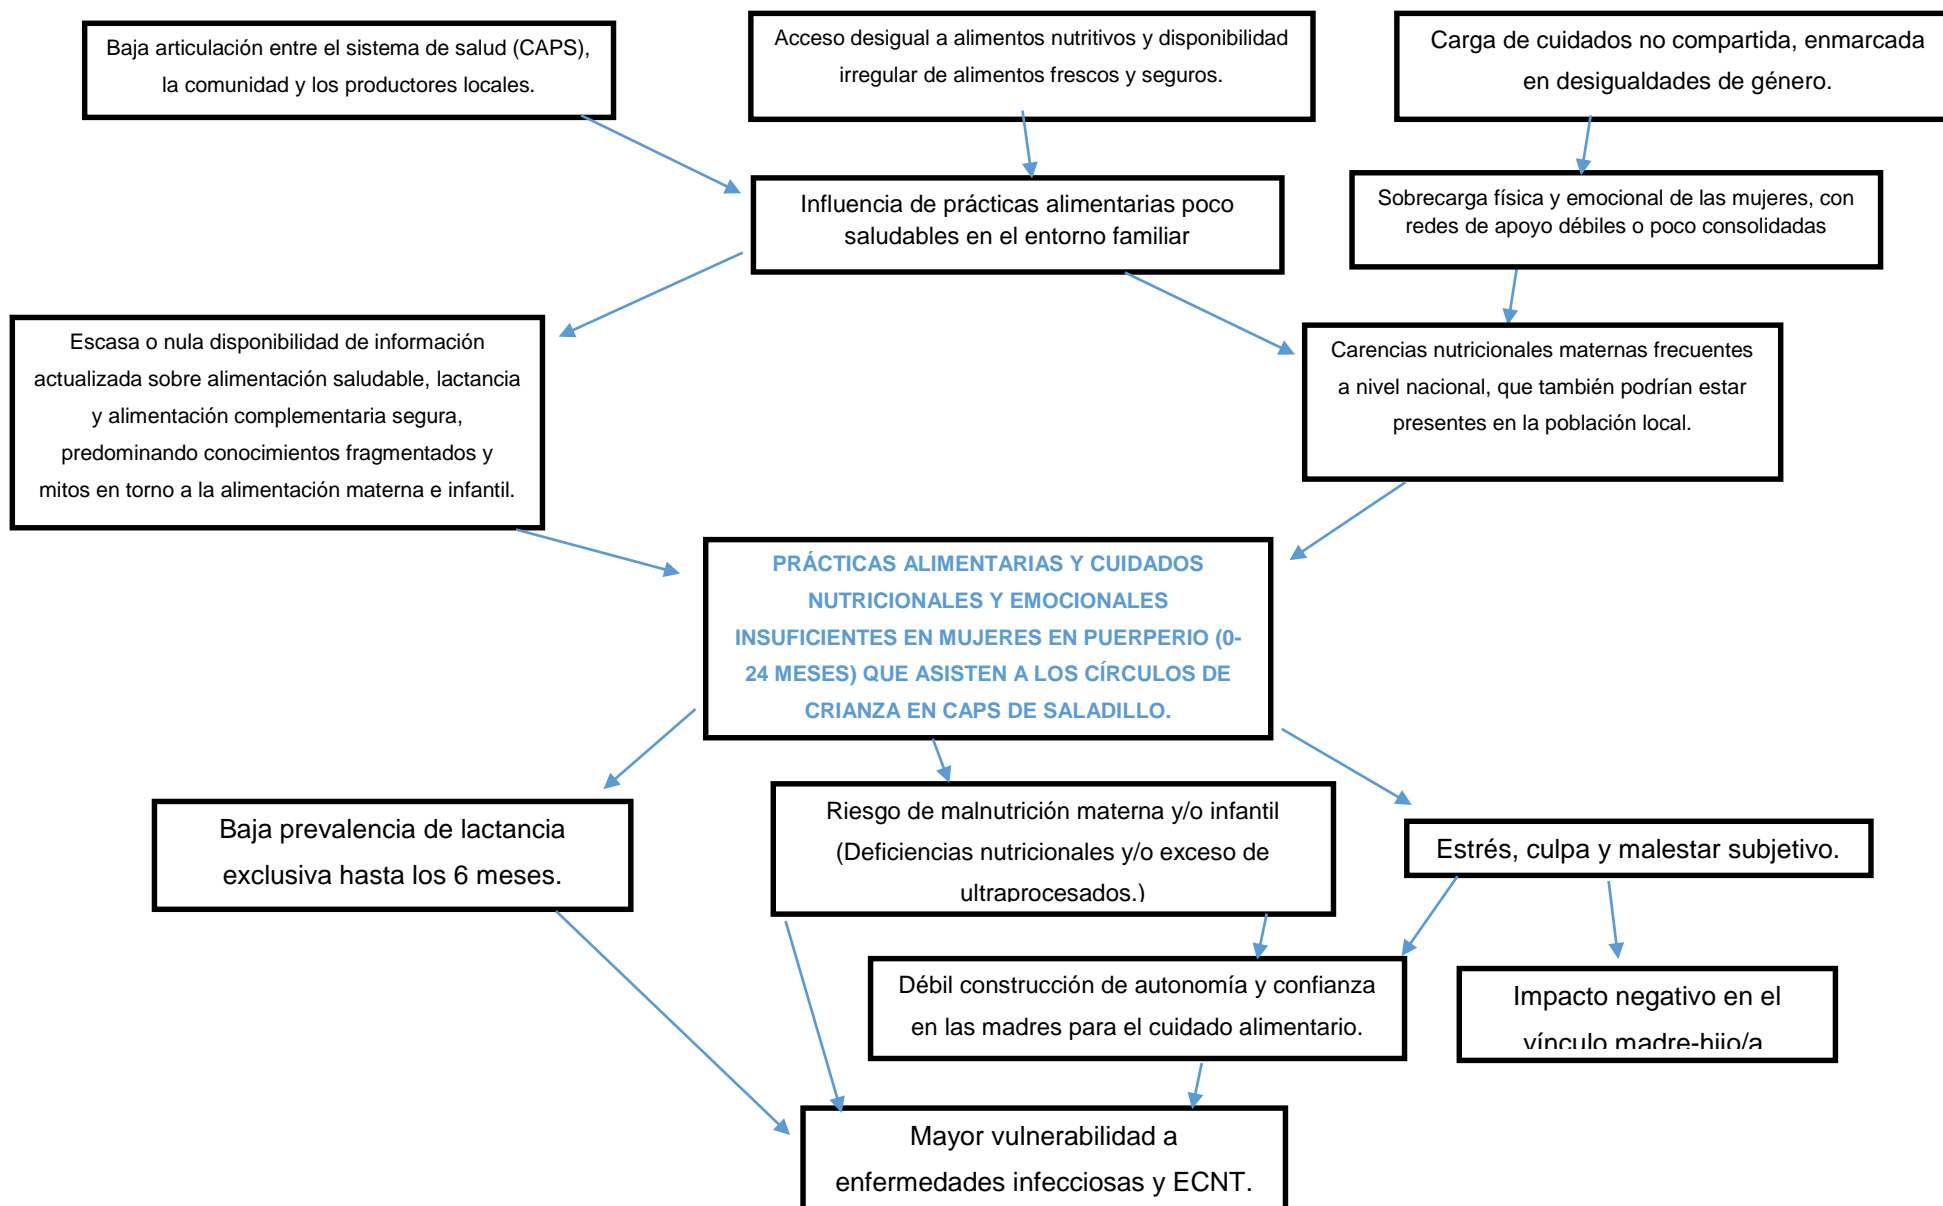 Baja articulación entre el sistema de salud (CAPS),
la comunidad y los productores locales.
Acceso desigual a alimentos nutritivos y disponibilidad
irregular de alimentos frescos y seguros.
Carga de cuidados no compartida, enmarcada
en desigualdades de género.
Influencia de prácticas alimentarias poco
saludables en el entorno familiar
Sobrecarga física y emocional de las mujeres, con
redes de apoyo débiles o poco consolidadas
Escasa o nula disponibilidad de información
actualizada sobre alimentación saludable, lactancia
y alimentación complementaria segura,
predominando conocimientos fragmentados y
mitos en torno a la alimentación materna e infantil.
Carencias nutricionales maternas frecuentes
a nivel nacional, que también podrían estar
presentes en la población local.
PRÁCTICAS ALIMENTARIAS Y CUIDADOS
NUTRICIONALES Y EMOCIONALES
INSUFICIENTES EN MUJERES EN PUERPERIO (0-
24 MESES) QUE ASISTEN A LOS CÍRCULOS DE
CRIANZA EN CAPS DE SALADILLO.
Baja prevalencia de lactancia
exclusiva hasta los 6 meses.
Riesgo de malnutrición materna y/o infantil
(Deficiencias nutricionales y/o exceso de
ultraprocesados.)
Estrés, culpa y malestar subjetivo.
Débil construcción de autonomía y confianza
en las madres para el cuidado alimentario.
Impacto negativo en el
vínculo madre-hijo/a
Mayor vulnerabilidad a
enfermedades infecciosas y ECNT.